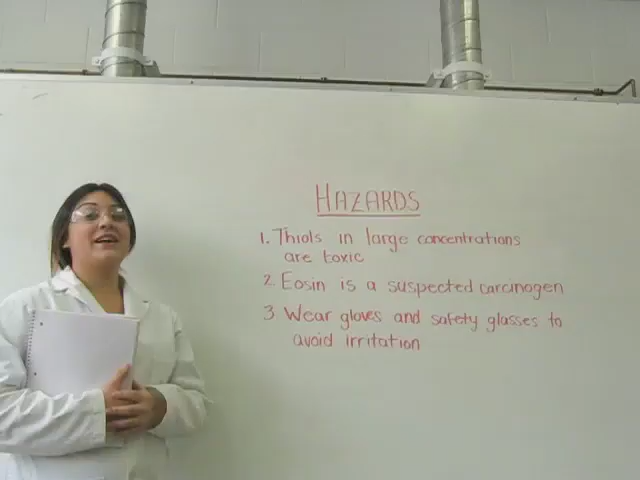 HAZARDS
1. Thiols in large concentrations
are toxic
2. Eosin is a suspected carcinogen
3 Wear gloves and safety glasses to
avoid irritation